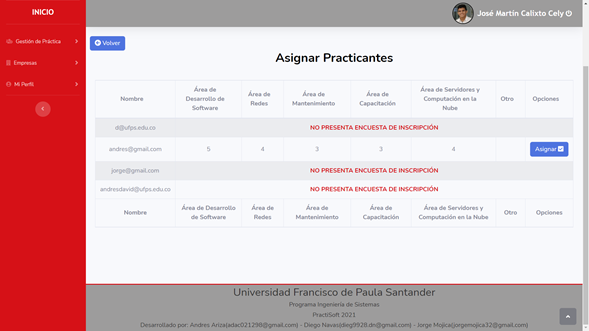 INICIO
José Martín Calixto Cely
Gestión de Práctica
Empresas
Mi Perfil
Volver
Asignar Practicantes
Nombre Área de Desarrollo de Software Área de Redes Área de Mantenimiento Área de Capacitación Área de Servidores y Computación en la Nube Otro Opciones
d@ufps.edu.co NO PRESENTA ENCUESTA DE INSCRIPCIÓN
andres@gmail.com 5 4 3 3 4 Asignar
jorge@gmail.com NO PRESENTA ENCUESTA DE INSCRIPCIÓN
andresdavid@ufps.edu.co NO PRESENTA ENCUESTA DE INSCRIPCIÓN
Nombre Área de Desarrollo de Software Área de Redes Área de Mantenimiento Área de Capacitación Área de Servidores y Computación en la Nube Otro Opciones
Universidad Francisco de Paula Santander
Programa Ingeniería de Sistemas
PractiSoft 2021
Desarrollado por: Andres Ariza(adac021298@gmail.com) - Diego Navas(dieg9928.dn@gmail.com) - Jorge Mojica(jorgemojica32@gmail.com)